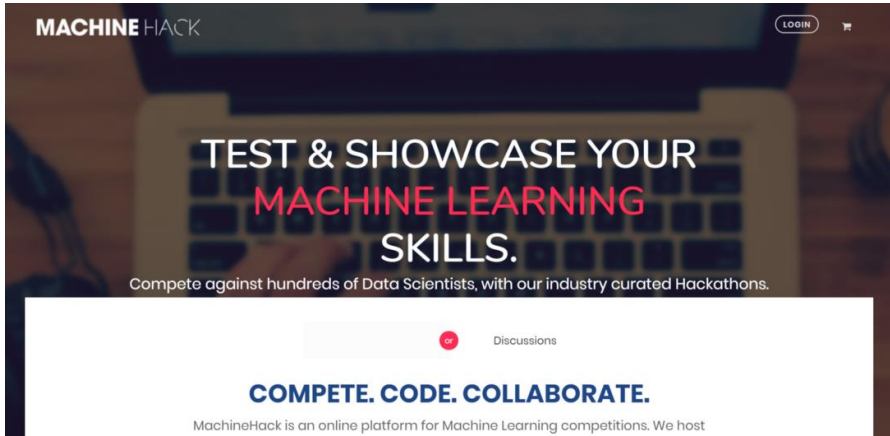 MACHINE HACK
LOGIN
TEST & SHOWCASE YOUR
MACHINE LEARNING
SKILLS.
Compete against hundreds of Data Scientists, with our industry curated Hackathons.
or Discussions
COMPETE. CODE. COLLABORATE.
MachineHack is an online platform for Machine Learning competitions. We host